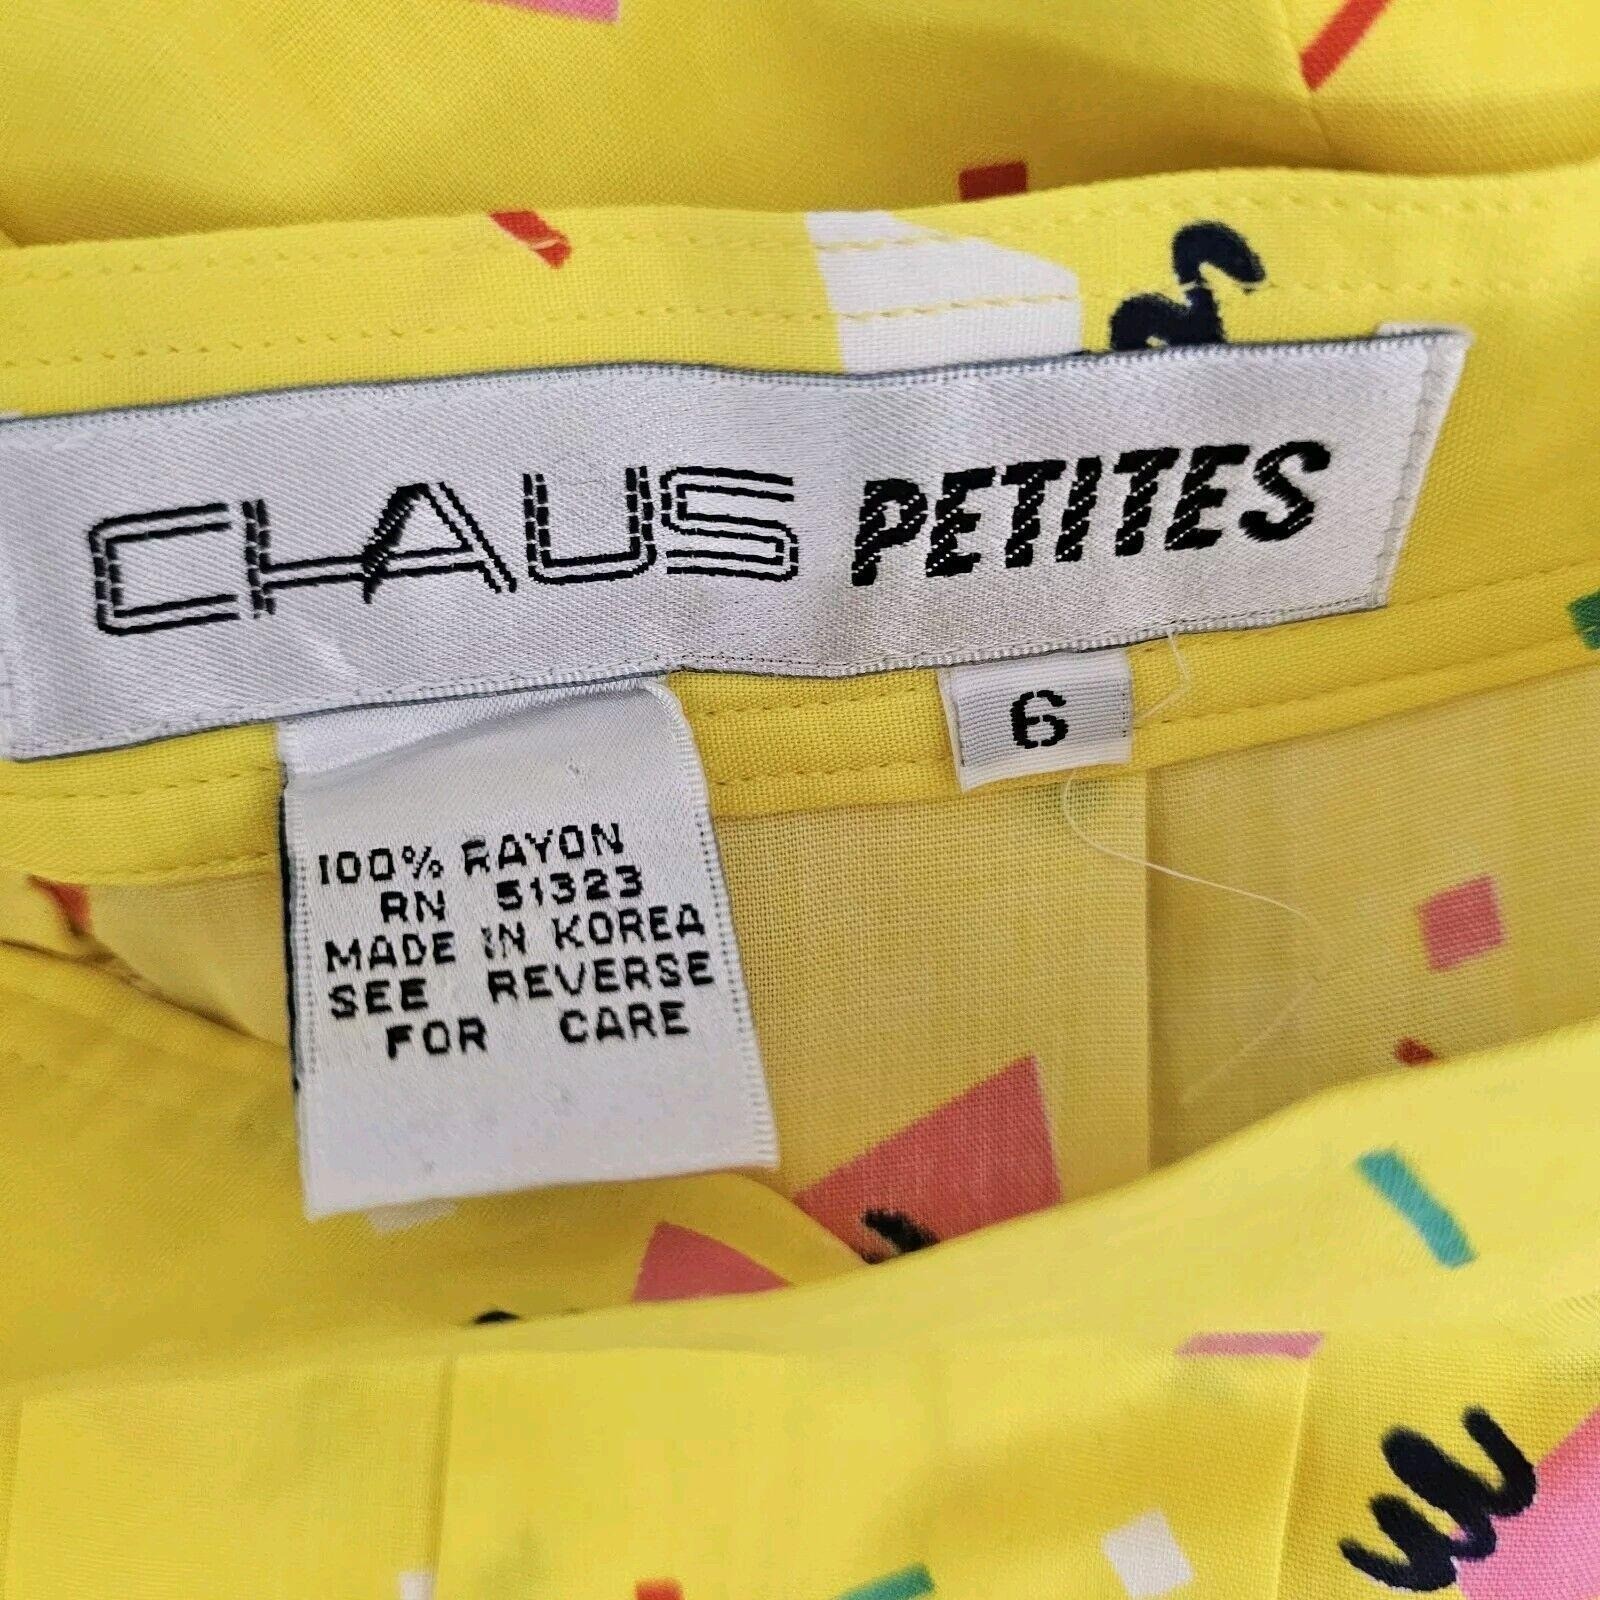 CHAUS PETITES
6
100% RAYON
RN 51323
MADE IN KOREA
SEE REVERSE
FOR CARE